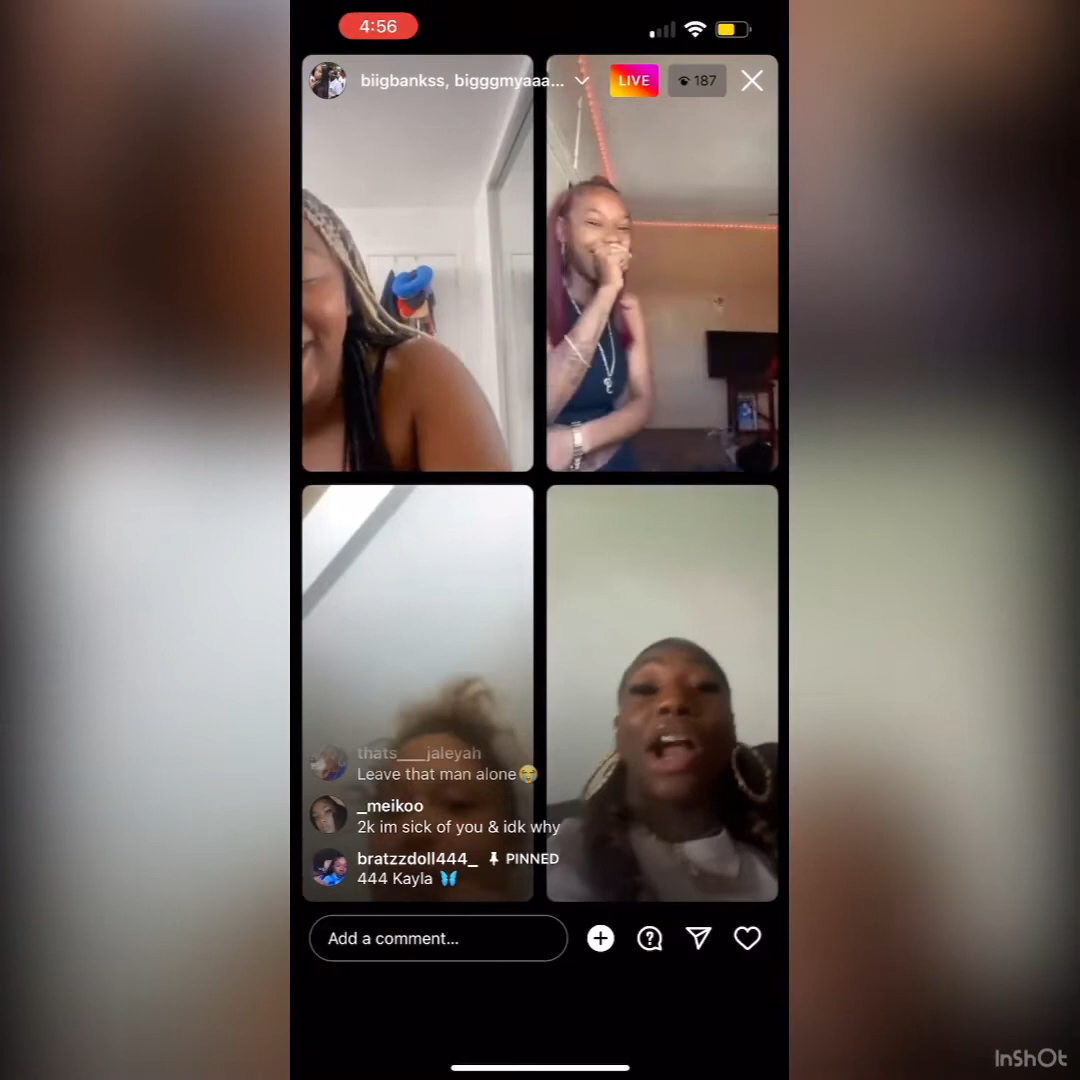 4:56
biigbankss, bigggmyaaa...
LIVE
187
thats___jaleyah
Leave that man alone😭
_meikoo
2k im sick of you & idk why
bratzzdoll444_ PINNED
444 Kayla 🦋
Add a comment...
InShOt